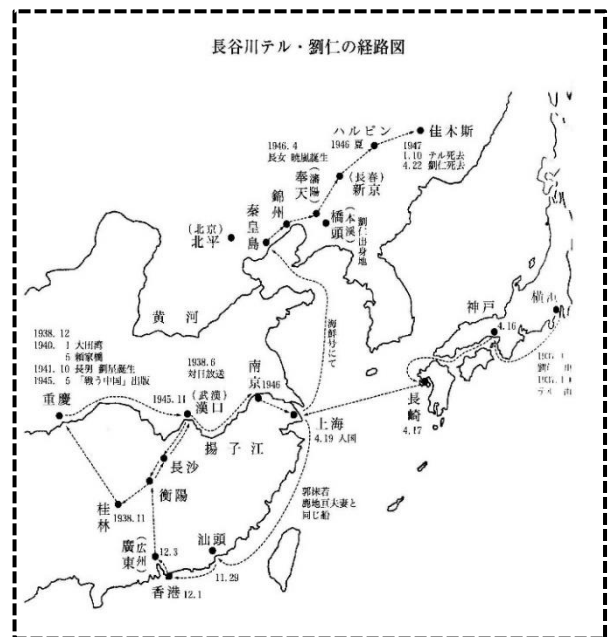 長谷川テル・劉仁の経路図
ハルビン
1946 夏
佳木斯
1947
1.10 テル死去
4.22 劉仁死去
1946.4
長女 暁嵐誕生
奉天
(瀋陽)
(長春)
新京
錦州
秦皇島
(北京)
北平
橋頭
(本渓)
劉仁出身地
黄河
海鮮号にて
神戸
4.16
横
長崎
4.17
1938.12
1940. 1 大田湾
5 頼家橋
1941.10 長男 劉星誕生
1945. 5 「戦う中国」出版
重慶
1938.6
対日放送
1945.11
(武漢)
漢口
南京
1946
上海
4.19 入国
揚子江
長沙
衡陽
桂林
1938.11
郭沫若
鹿地亘夫妻と
同じ船
廣東
(広州)
12.3
汕頭
11.29
香港
12.1